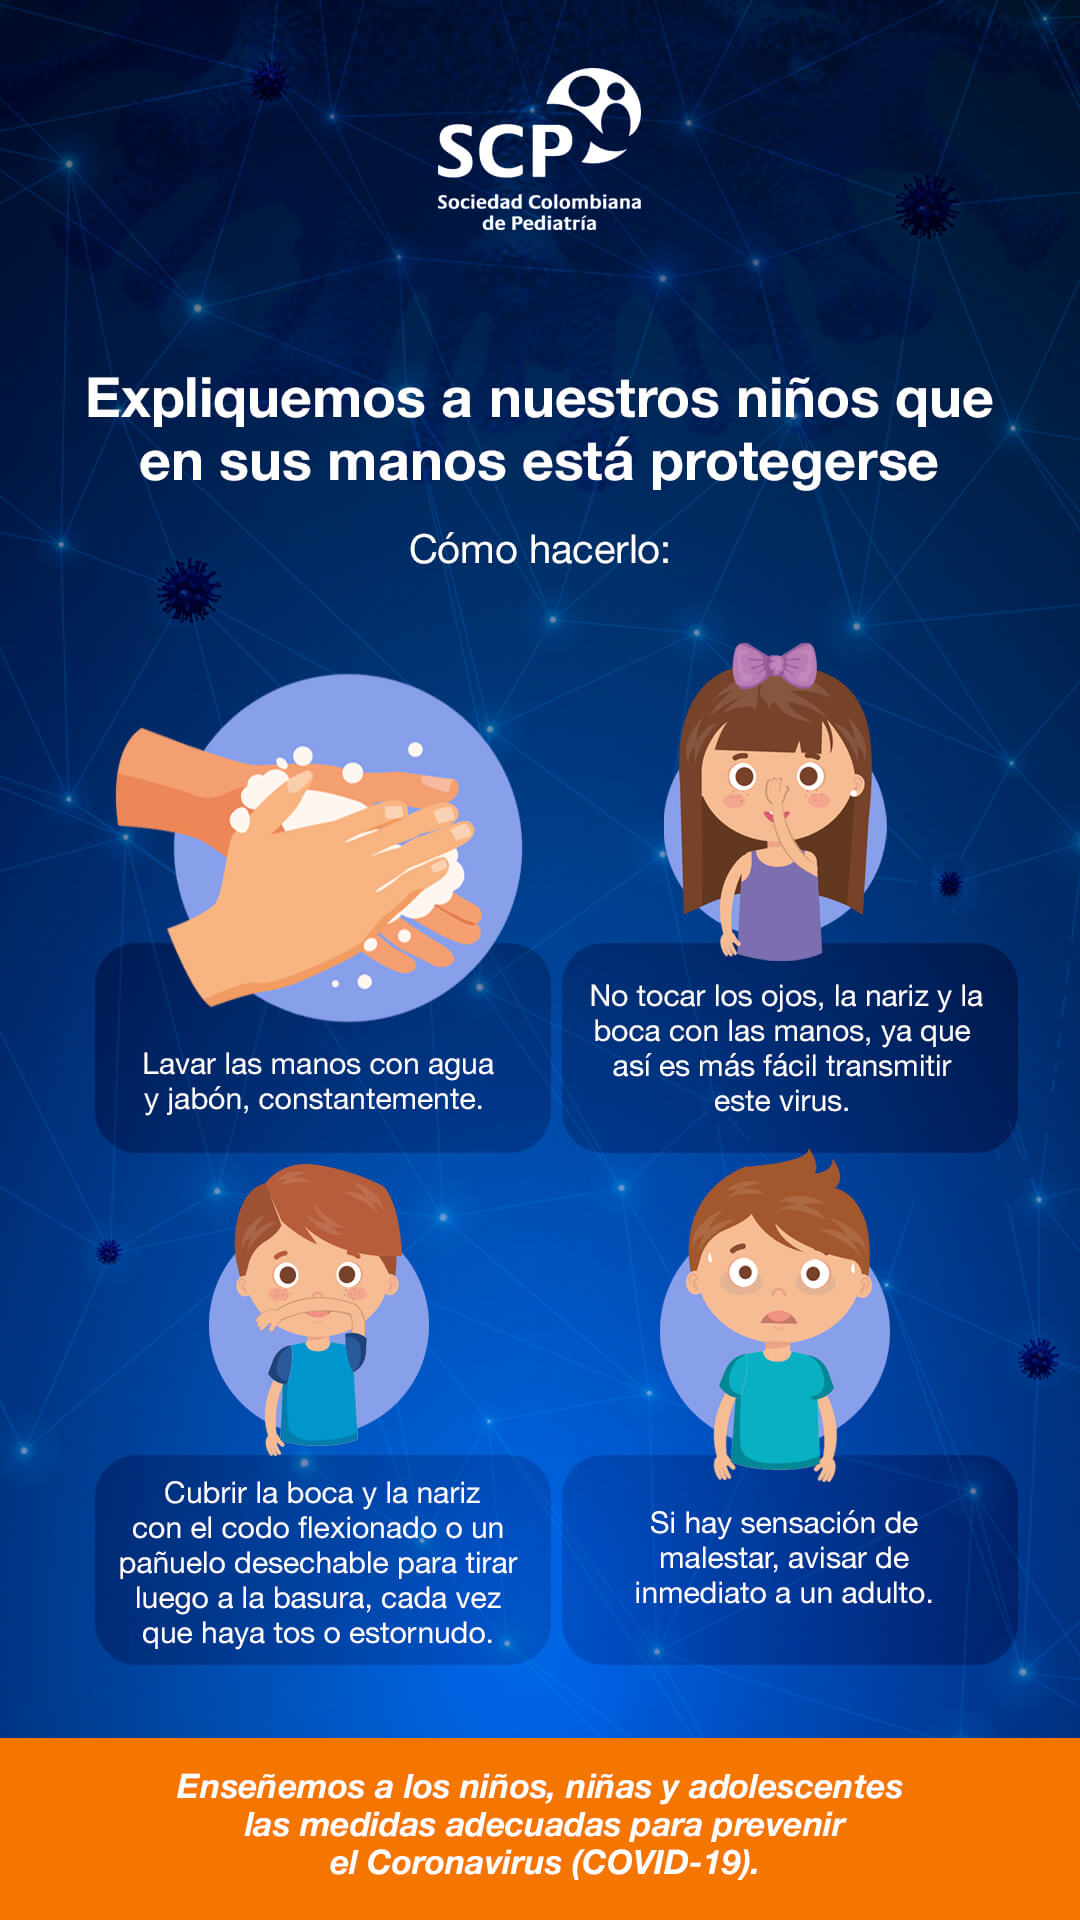 SCP
Sociedad Colombiana
de Pediatría
Expliquemos a nuestros niños que
en sus manos está protegerse
Cómo hacerlo:
Lavar las manos con agua
y jabón, constantemente.
No tocar los ojos, la nariz y la
boca con las manos, ya que
así es más fácil transmitir
este virus.
Cubrir la boca y la nariz
con el codo flexionado o un
pañuelo desechable para tirar
luego a la basura, cada vez
que haya tos o estornudo.
Si hay sensación de
malestar, avisar de
inmediato a un adulto.
Enseñemos a los niños, niñas y adolescentes
las medidas adecuadas para prevenir
el Coronavirus (COVID-19).